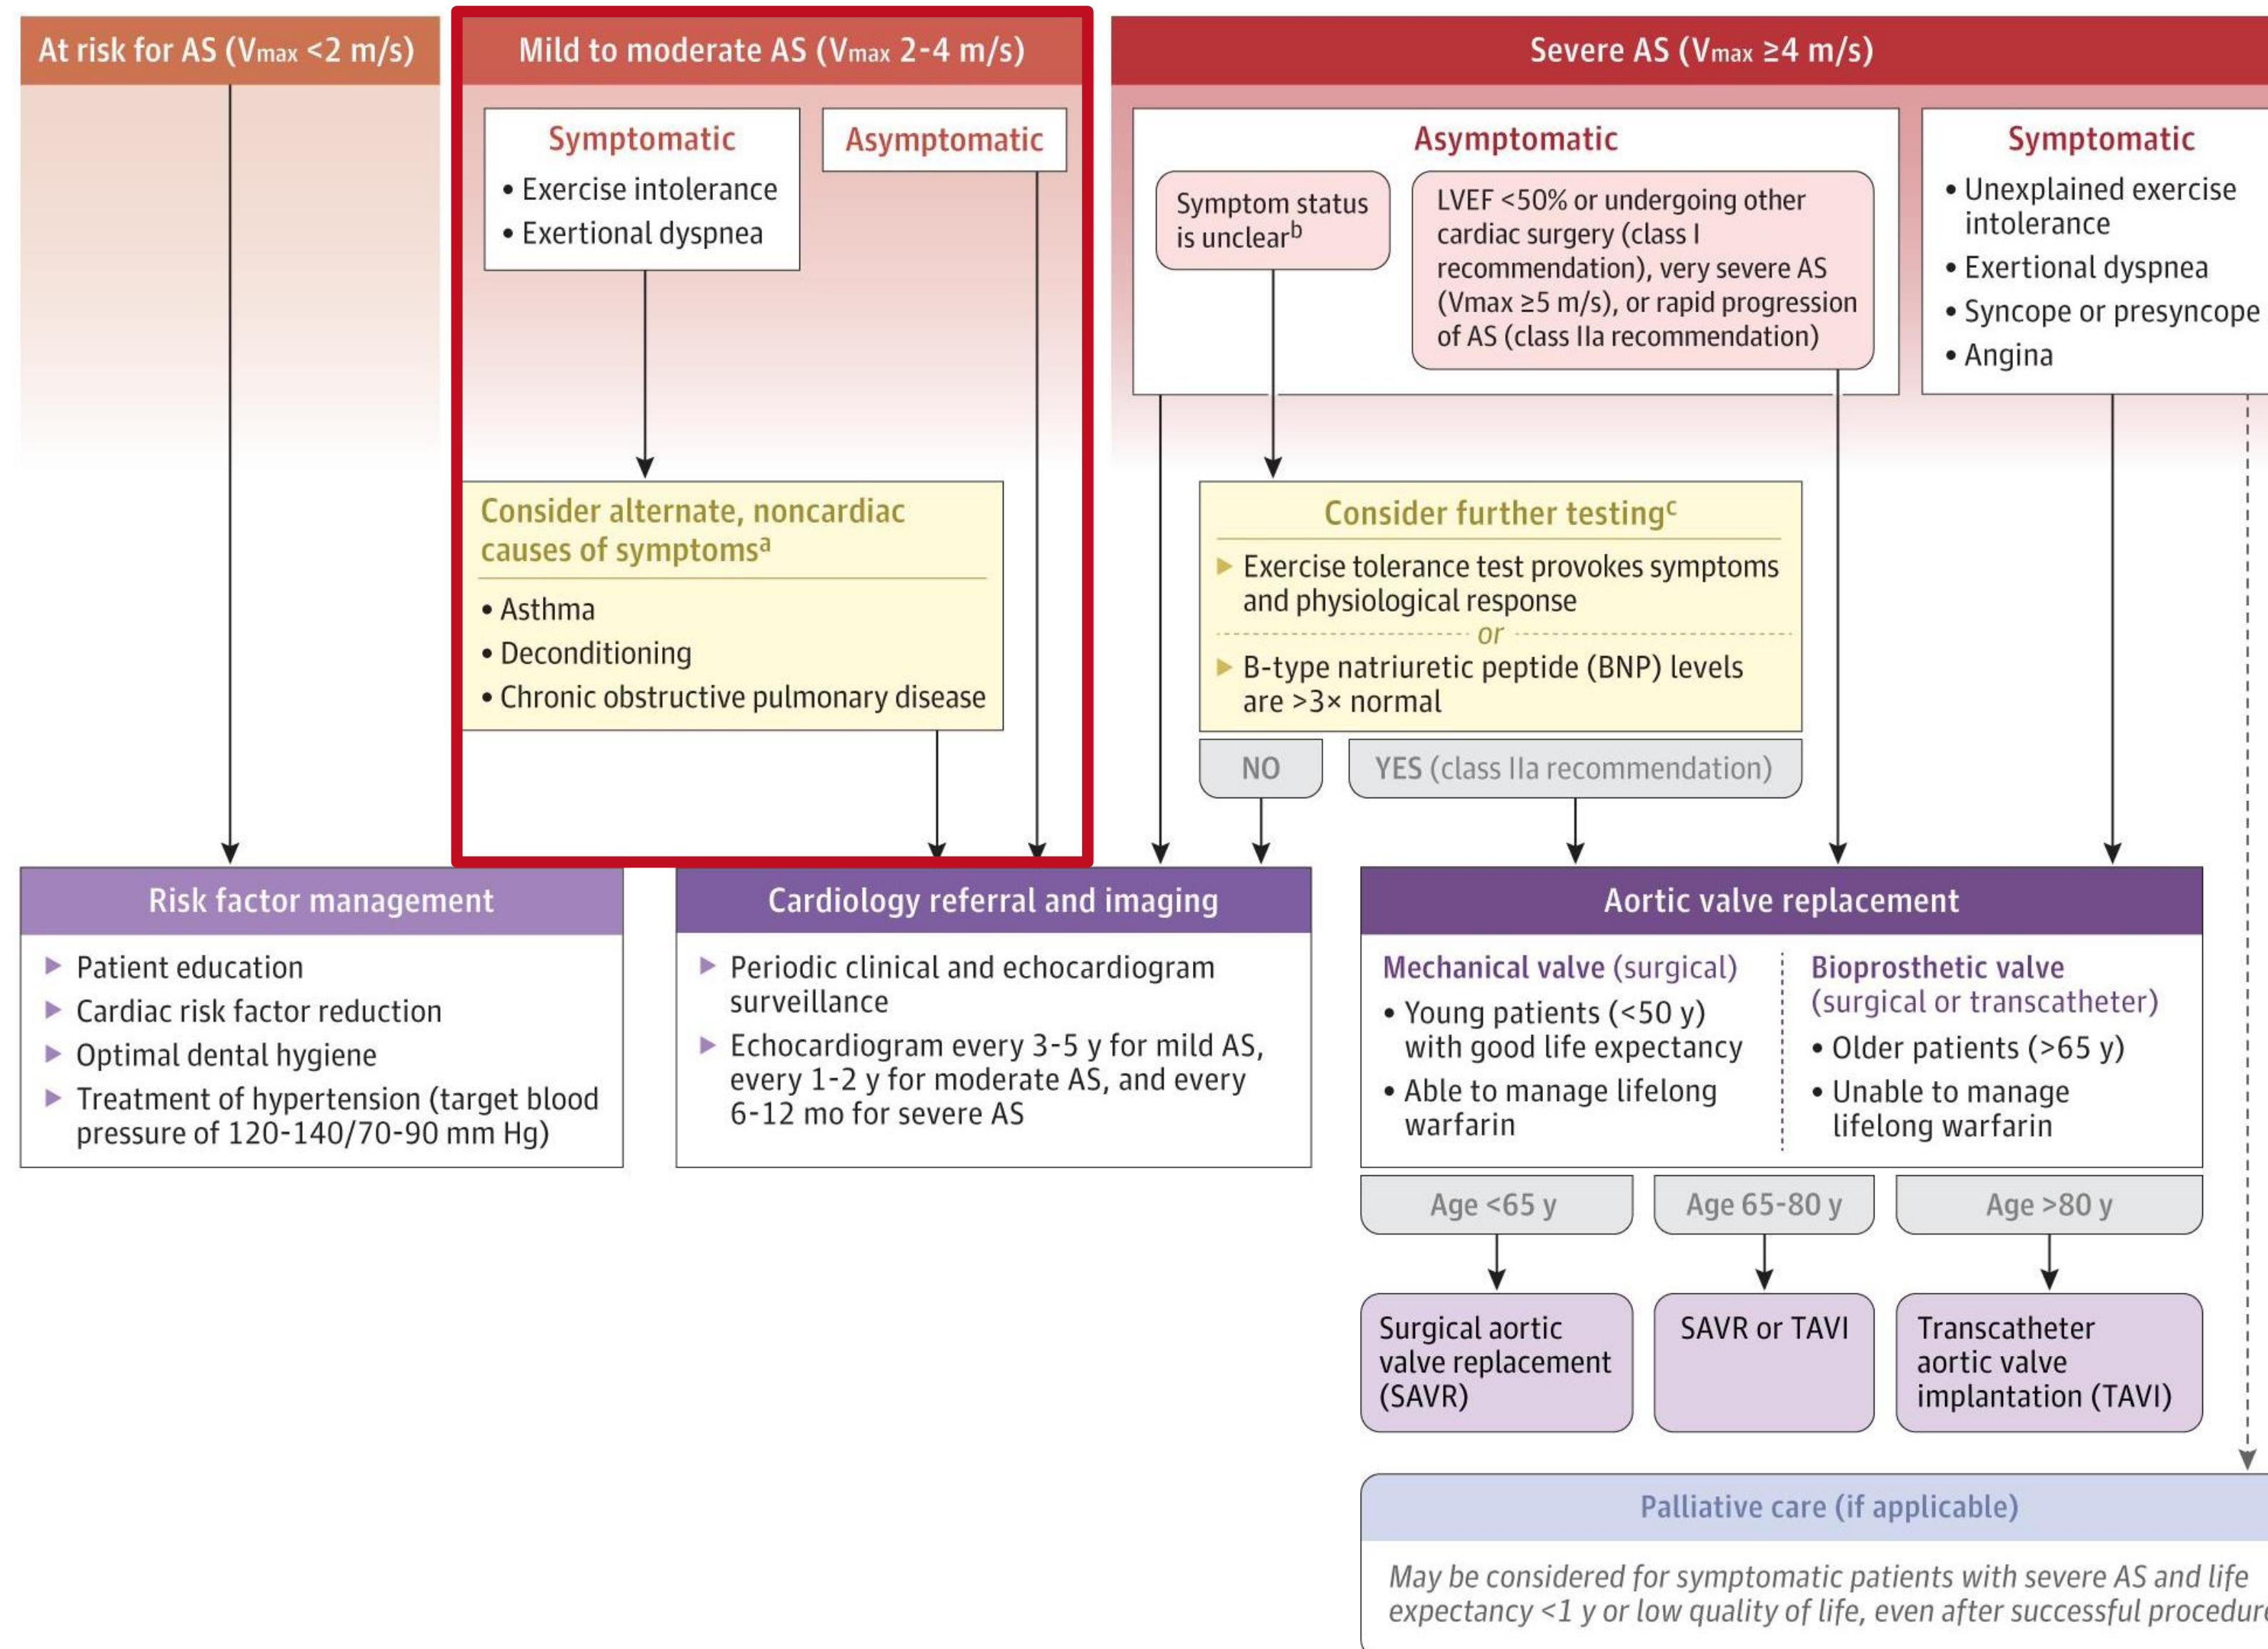 At risk for AS (Vmax <2 m/s)
Mild to moderate AS (Vmax 2-4 m/s)
Severe AS (Vmax ≥4 m/s)
Symptomatic
• Exercise intolerance
• Exertional dyspnea
Asymptomatic
Asymptomatic
Symptom status
is unclearb
LVEF <50% or undergoing other
cardiac surgery (class I
recommendation), very severe AS
(Vmax ≥5 m/s), or rapid progression
of AS (class IIa recommendation)
Symptomatic
• Unexplained exercise
intolerance
• Exertional dyspnea
• Syncope or presyncope
• Angina
Consider alternate, noncardiac
causes of symptomsa
• Asthma
• Deconditioning
• Chronic obstructive pulmonary disease
Consider further testingc
▶ Exercise tolerance test provokes symptoms
and physiological response
or
▶ B-type natriuretic peptide (BNP) levels
are >3× normal
NO
YES (class IIa recommendation)
Risk factor management
▶ Patient education
▶ Cardiac risk factor reduction
▶ Optimal dental hygiene
▶ Treatment of hypertension (target blood
pressure of 120-140/70-90 mm Hg)
Cardiology referral and imaging
▶ Periodic clinical and echocardiogram
surveillance
▶ Echocardiogram every 3-5 y for mild AS,
every 1-2 y for moderate AS, and every
6-12 mo for severe AS
Aortic valve replacement
Mechanical valve (surgical)
• Young patients (<50 y)
with good life expectancy
• Able to manage lifelong
warfarin
Bioprosthetic valve
(surgical or transcatheter)
• Older patients (>65 y)
• Unable to manage
lifelong warfarin
Age <65 y
Age 65-80 y
Age >80 y
Surgical aortic
valve replacement
(SAVR)
SAVR or TAVI
Transcatheter
aortic valve
implantation (TAVI)
Palliative care (if applicable)
May be considered for symptomatic patients with severe AS and life
expectancy <1 y or low quality of life, even after successful